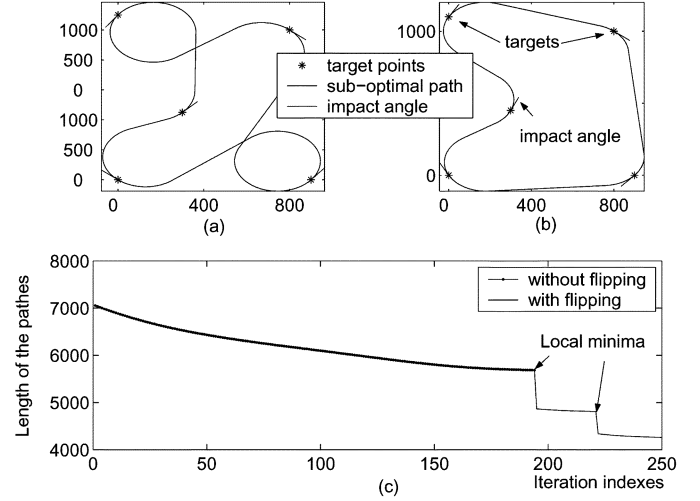 1000
500
0
1000
500
0
0 400 800
(a)
target points
sub-optimal path
impact angle
1000
0
targets
impact angle
0 400 800
(b)
8000
7000
6000
5000
4000
Length of the pathes
without flipping
with flipping
Local minima
0 50 100 150 200 250
Iteration indexes
(c)